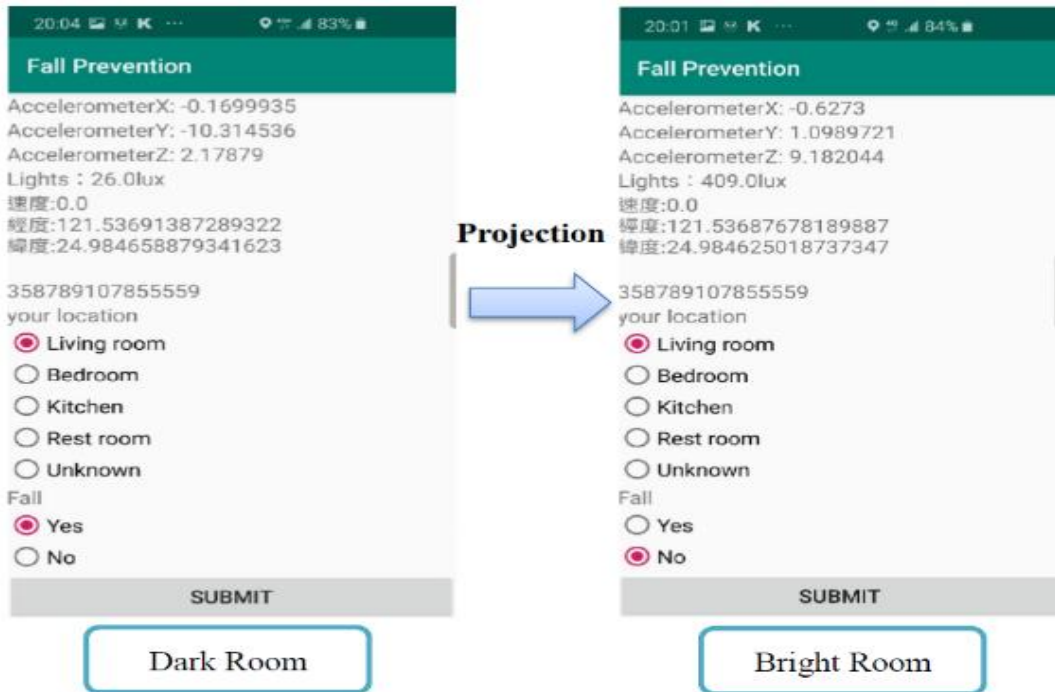 20:04 K ... 83%
Fall Prevention
AccelerometerX: -0.1699935
AccelerometerY: -10.314536
AccelerometerZ: 2.17879
Lights：26.0lux
速度:0.0
經度:121.53691387289322
緯度:24.984658879341623
358789107855559
your location
Living room
Bedroom
Kitchen
Rest room
Unknown
Fall
Yes
No
SUBMIT
Dark Room
Projection
20:01 K ... 84%
Fall Prevention
AccelerometerX: -0.6273
AccelerometerY: 1.0989721
AccelerometerZ: 9.182044
Lights：409.0lux
速度:0.0
經度:121.53687678189887
緯度:24.984625018737347
358789107855559
your location
Living room
Bedroom
Kitchen
Rest room
Unknown
Fall
Yes
No
SUBMIT
Bright Room